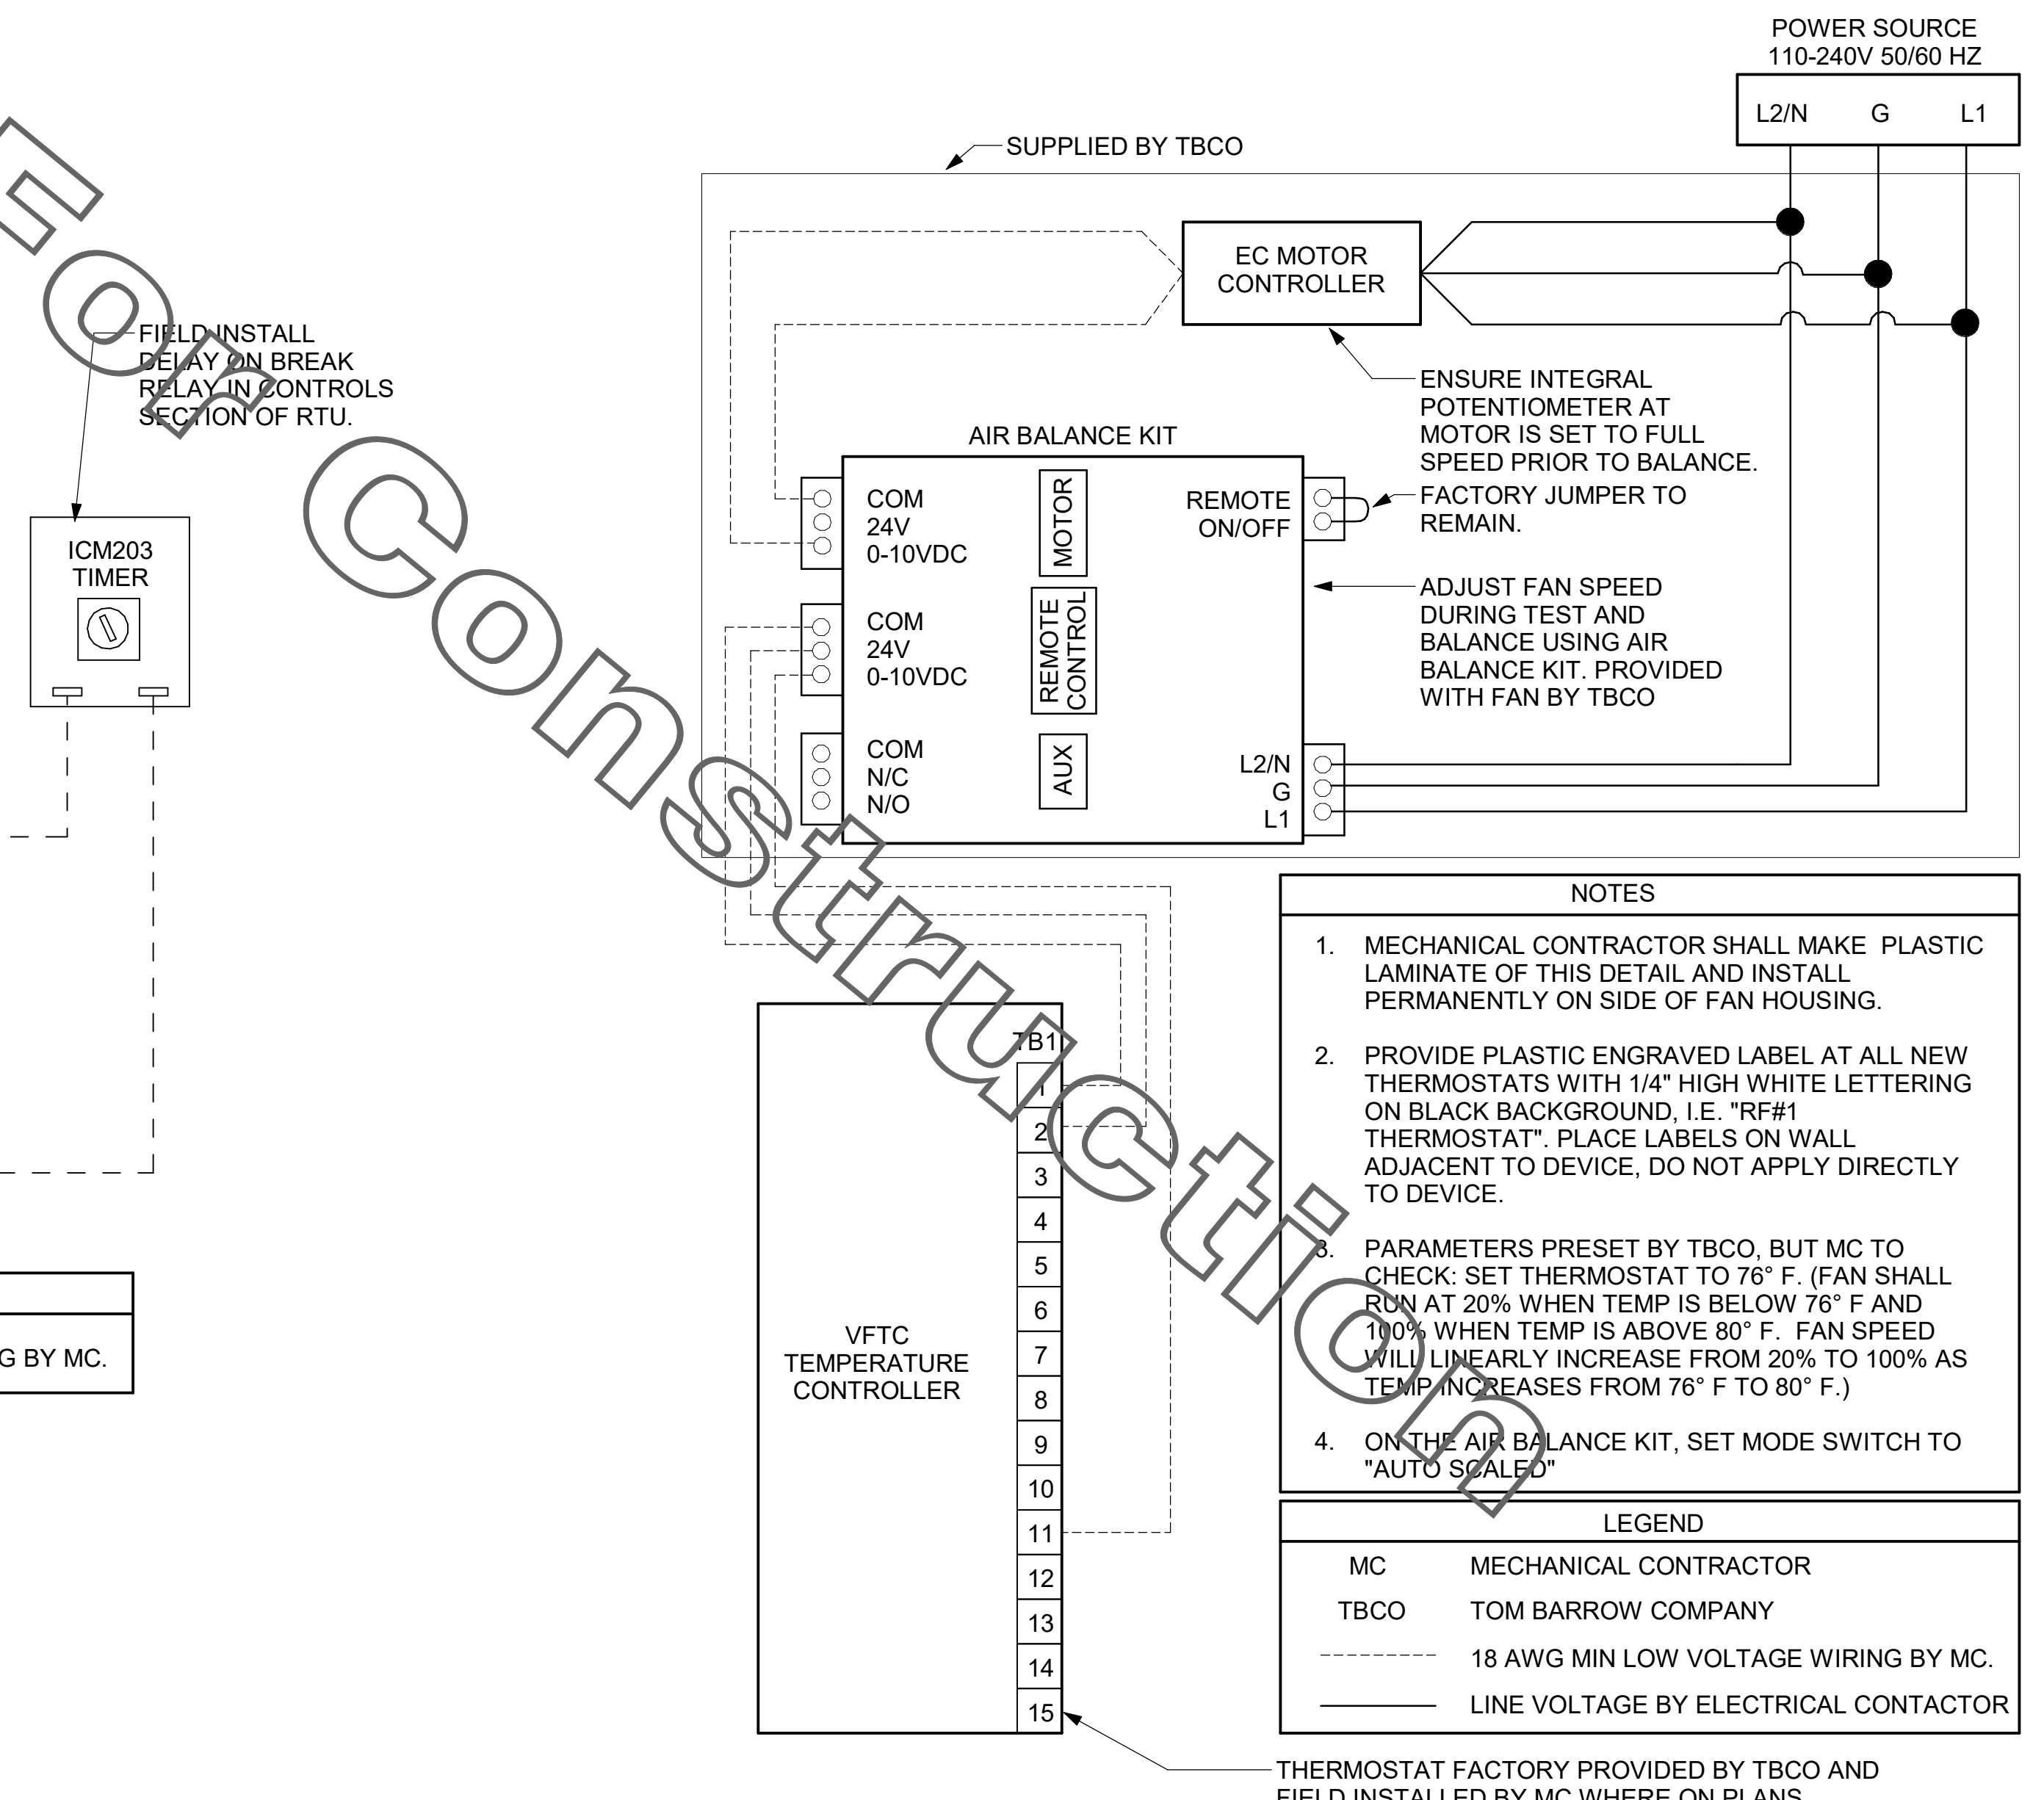 POWER SOURCE
110-240V 50/60 HZ
L2/N G L1
SUPPLIED BY TBCO
EC MOTOR
CONTROLLER
FIELD INSTALL
DELAY ON BREAK
RELAY IN CONTROLS
SECTION OF RTU.
ICM203
TIMER
ENSURE INTEGRAL
POTENTIOMETER AT
MOTOR IS SET TO FULL
SPEED PRIOR TO BALANCE.
FACTORY JUMPER TO
REMAIN.
ADJUST FAN SPEED
DURING TEST AND
BALANCE USING AIR
BALANCE KIT. PROVIDED
WITH FAN BY TBCO
AIR BALANCE KIT
COM
24V
0-10VDC
MOTOR
REMOTE
ON/OFF
COM
24V
0-10VDC
REMOTE
CONTROL
COM
N/C
N/O
AUX
L2/N
G
L1
For Construction
NOTES
1. MECHANICAL CONTRACTOR SHALL MAKE PLASTIC
LAMINATE OF THIS DETAIL AND INSTALL
PERMANENTLY ON SIDE OF FAN HOUSING.
2. PROVIDE PLASTIC ENGRAVED LABEL AT ALL NEW
THERMOSTATS WITH 1/4" HIGH WHITE LETTERING
ON BLACK BACKGROUND, I.E. "RF#1
THERMOSTAT". PLACE LABELS ON WALL
ADJACENT TO DEVICE, DO NOT APPLY DIRECTLY
TO DEVICE.
3. PARAMETERS PRESET BY TBCO, BUT MC TO
CHECK: SET THERMOSTAT TO 76° F. (FAN SHALL
RUN AT 20% WHEN TEMP IS BELOW 76° F AND
100% WHEN TEMP IS ABOVE 80° F. FAN SPEED
WILL LINEARLY INCREASE FROM 20% TO 100% AS
TEMP INCREASES FROM 76° F TO 80° F.)
4. ON THE AIR BALANCE KIT, SET MODE SWITCH TO
"AUTO SCALED"
LEGEND
MC MECHANICAL CONTRACTOR
TBCO TOM BARROW COMPANY
18 AWG MIN LOW VOLTAGE WIRING BY MC.
LINE VOLTAGE BY ELECTRICAL CONTACTOR
G BY MC.
VFTC
TEMPERATURE
CONTROLLER
TB1
1
2
3
4
5
6
7
8
9
10
11
12
13
14
15
THERMOSTAT FACTORY PROVIDED BY TBCO AND
FIELD INSTALLED BY MC WHERE ON PLANS